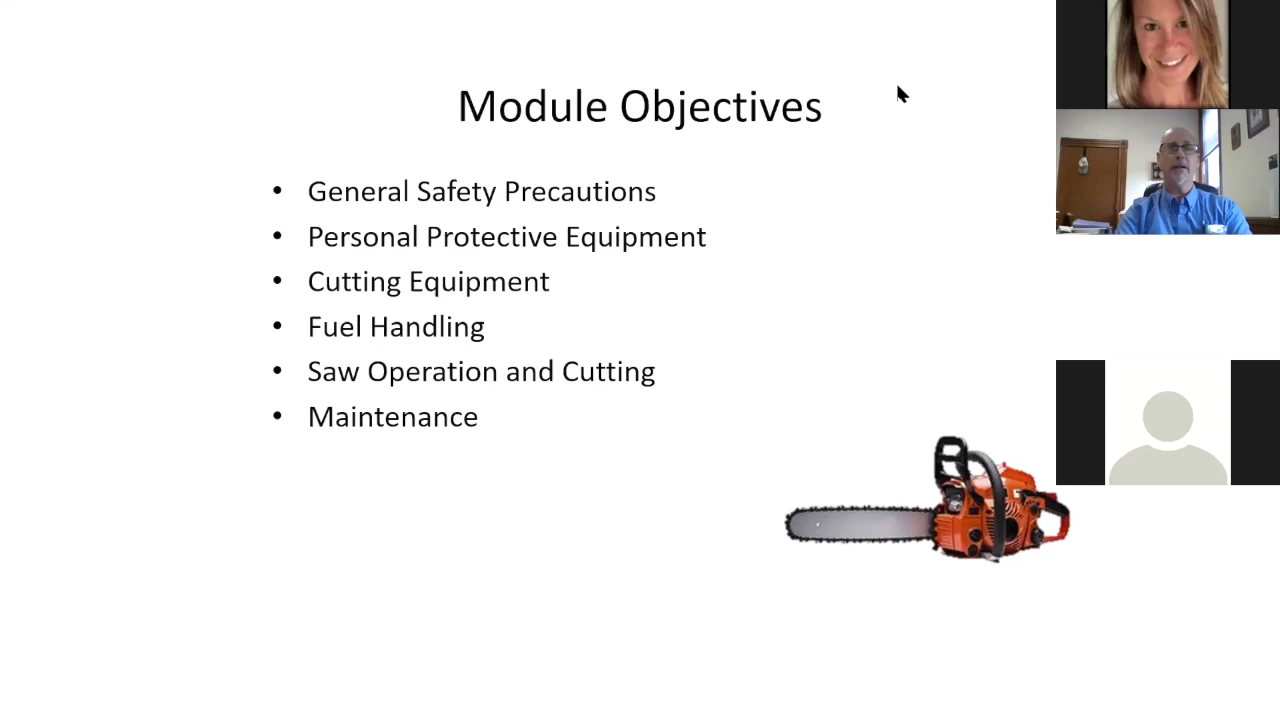 Module Objectives
• General Safety Precautions
• Personal Protective Equipment
• Cutting Equipment
• Fuel Handling
• Saw Operation and Cutting
• Maintenance